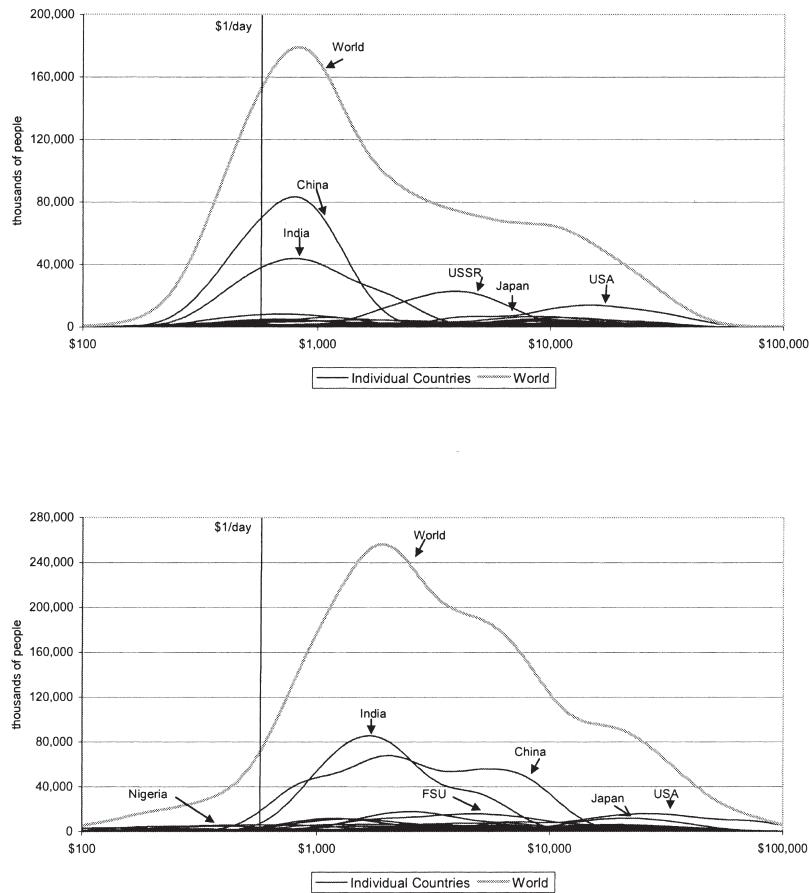 $1/day
200,000
World
160,000
120,000
thousands of people
China
80,000
India
40,000
USSR
Japan
USA
0
$100
$1,000
$10,000
$100,000
Individual Countries
World
280,000
$1/day
World
240,000
200,000
160,000
thousands of people
120,000
India
80,000
China
40,000
Nigeria
FSU
Japan
USA
0
$100
$1,000
$10,000
$100,000
Individual Countries
World